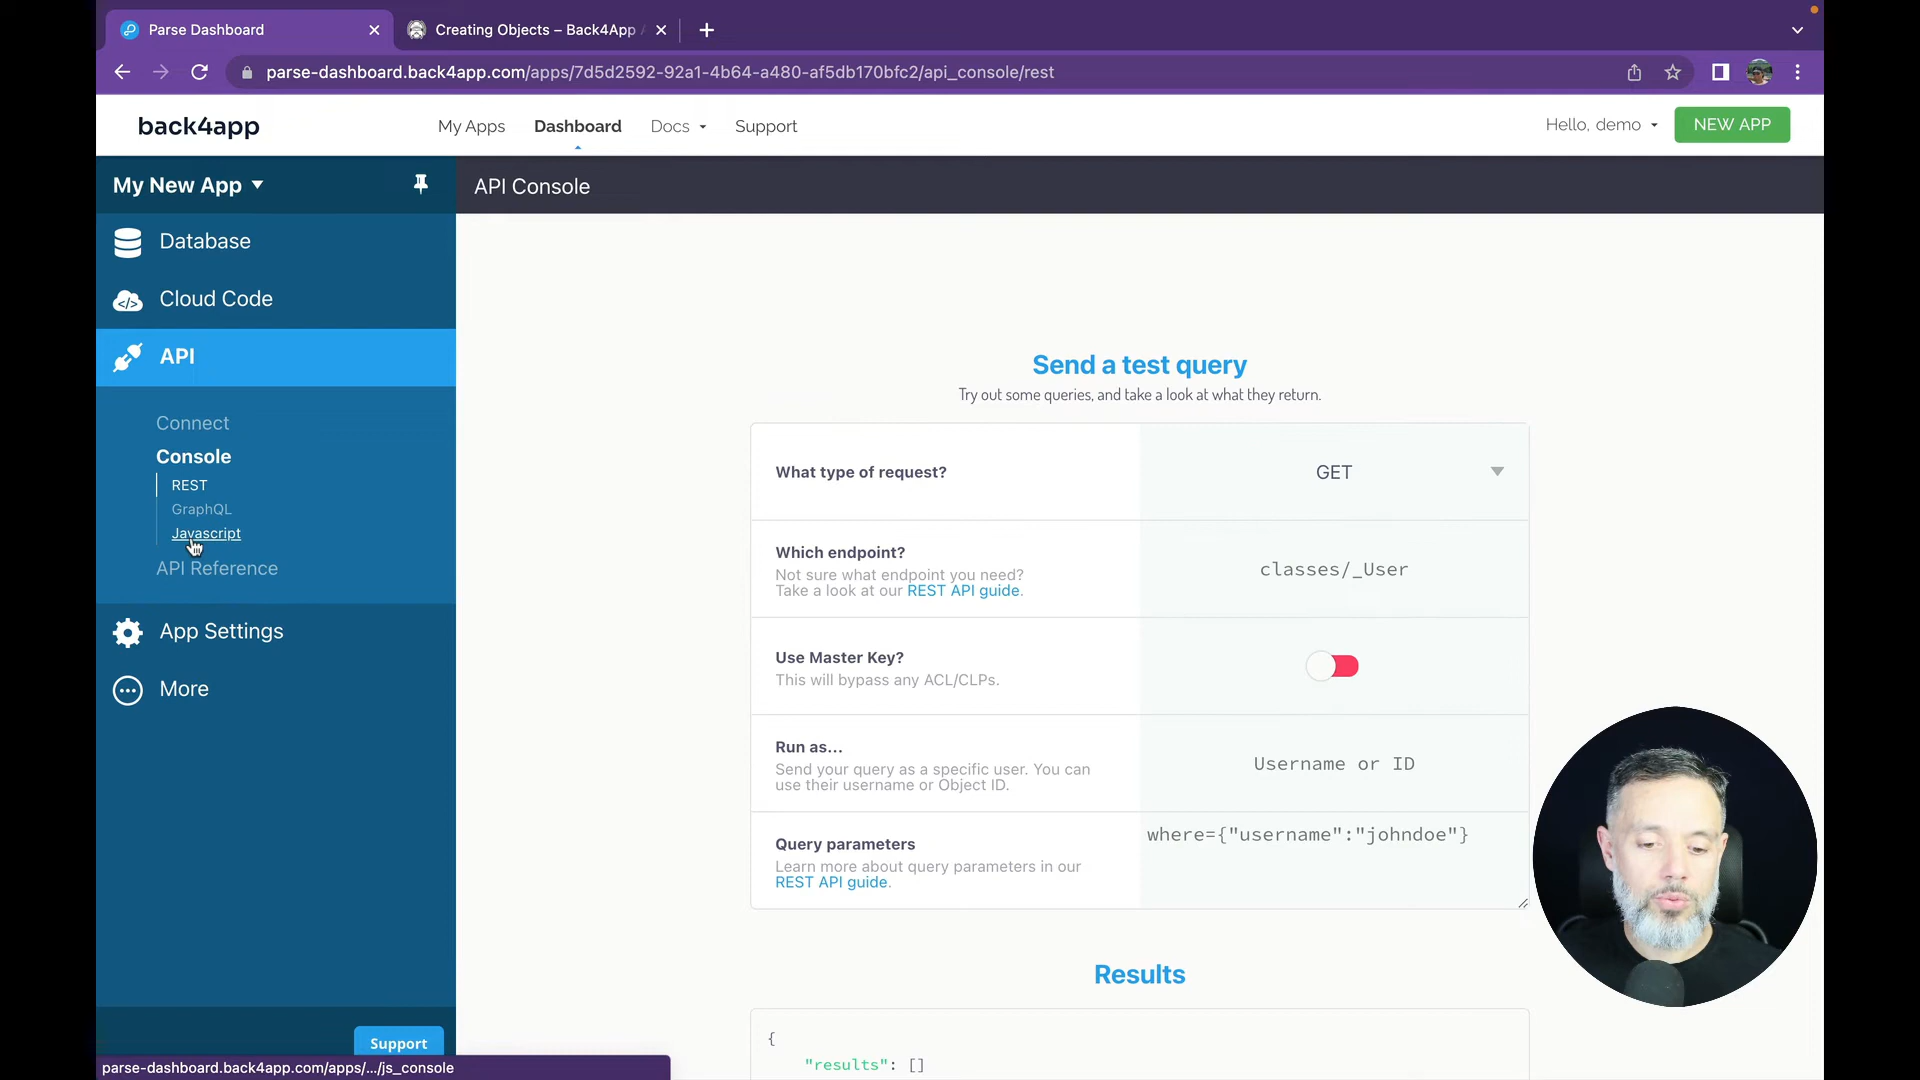 Parse Dashboard
Creating Objects – Back4App
parse-dashboard.back4app.com/apps/7d5d2592-92a1-4b64-a480-af5db170bfc2/api_console/rest
back4app
My Apps
Dashboard
Docs
Support
Hello, demo
NEW APP
My New App
API Console
Database
Cloud Code
API
Connect
Console
REST
GraphQL
Javascript
API Reference
App Settings
More
Support
parse-dashboard.back4app.com/apps/.../js_console
Send a test query
Try out some queries, and take a look at what they return.
What type of request?
GET
Which endpoint?
Not sure what endpoint you need?
Take a look at our REST API guide.
classes/_User
Use Master Key?
This will bypass any ACL/CLPs.
Run as...
Send your query as a specific user. You can
use their username or Object ID.
Username or ID
Query parameters
Learn more about query parameters in our
REST API guide.
where={"username":"johndoe"}
Results
{
"results": []